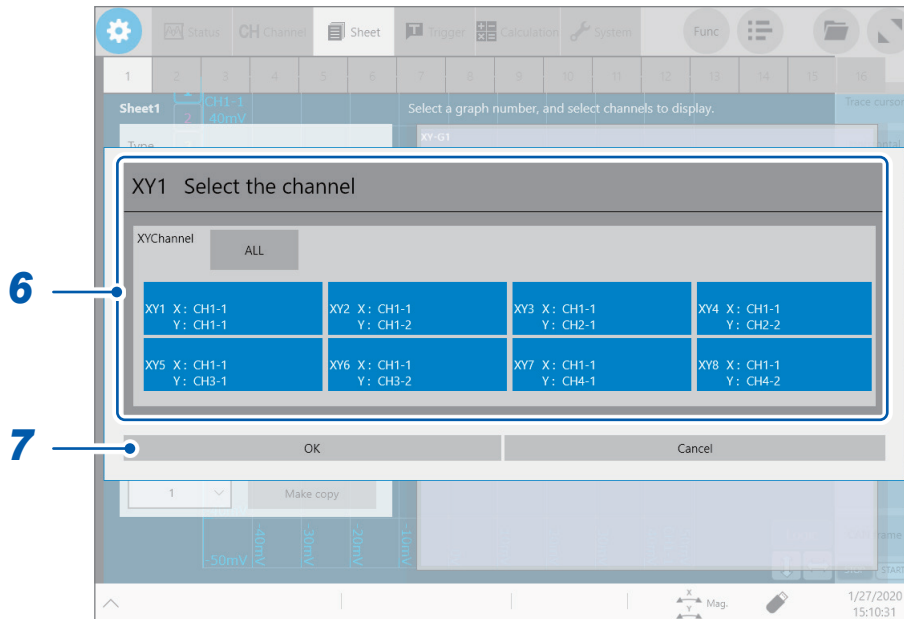 Status CH Channel Sheet Trigger Calculation System Func
1 2 3 4 5 6 7 8 9 10 11 12 13 14 15 16
Sheet1 2 CH1-1 40mV Select a graph number, and select channels to display. Trace cursor
Type XY-G1
XY1 Select the channel
XYChannel ALL
6
XY1 X: CH1-1 XY2 X: CH1-1 XY3 X: CH1-1 XY4 X: CH1-1
Y: CH1-1 Y: CH1-2 Y: CH2-1 Y: CH2-2
XY5 X: CH1-1 XY6 X: CH1-1 XY7 X: CH1-1 XY8 X: CH1-1
Y: CH3-1 Y: CH3-2 Y: CH4-1 Y: CH4-2
7 OK Cancel
1 Make copy
-50mV -40mV -30mV -20mV -10mV START
X Y Mag. 1/27/2020
15:10:31